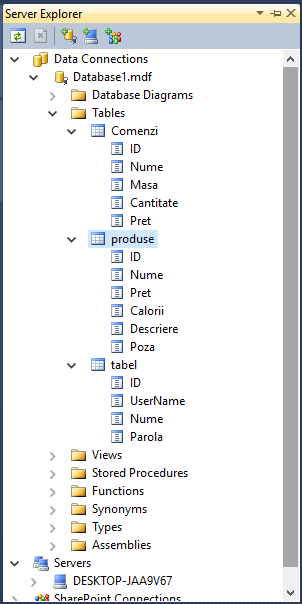 Server Explorer
Data Connections
Database1.mdf
Database Diagrams
Tables
Comenzi
ID
Nume
Masa
Cantitate
Pret
produse
ID
Nume
Pret
Calorii
Descriere
Poza
tabel
ID
UserName
Nume
Parola
Views
Stored Procedures
Functions
Synonyms
Types
Assemblies
Servers
DESKTOP-JAA9V67
SharePoint Connections